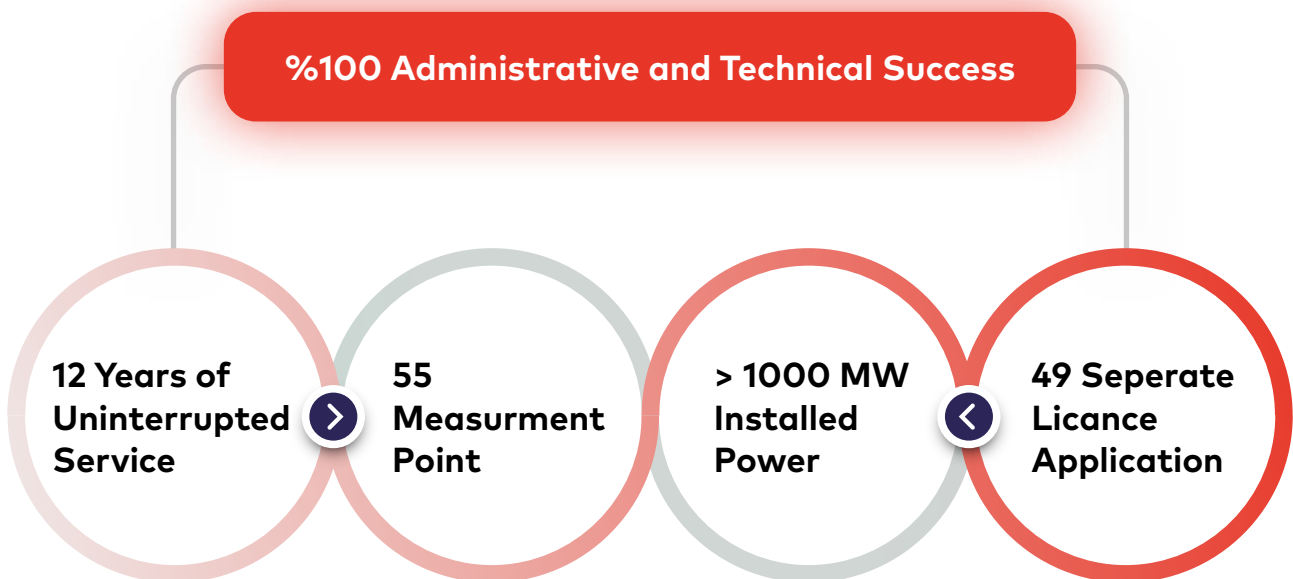 %100 Administrative and Technical Success
12 Years of
Uninterrupted
Service
55
Measurment
Point
> 1000 MW
Installed
Power
49 Seperate
Licance
Application